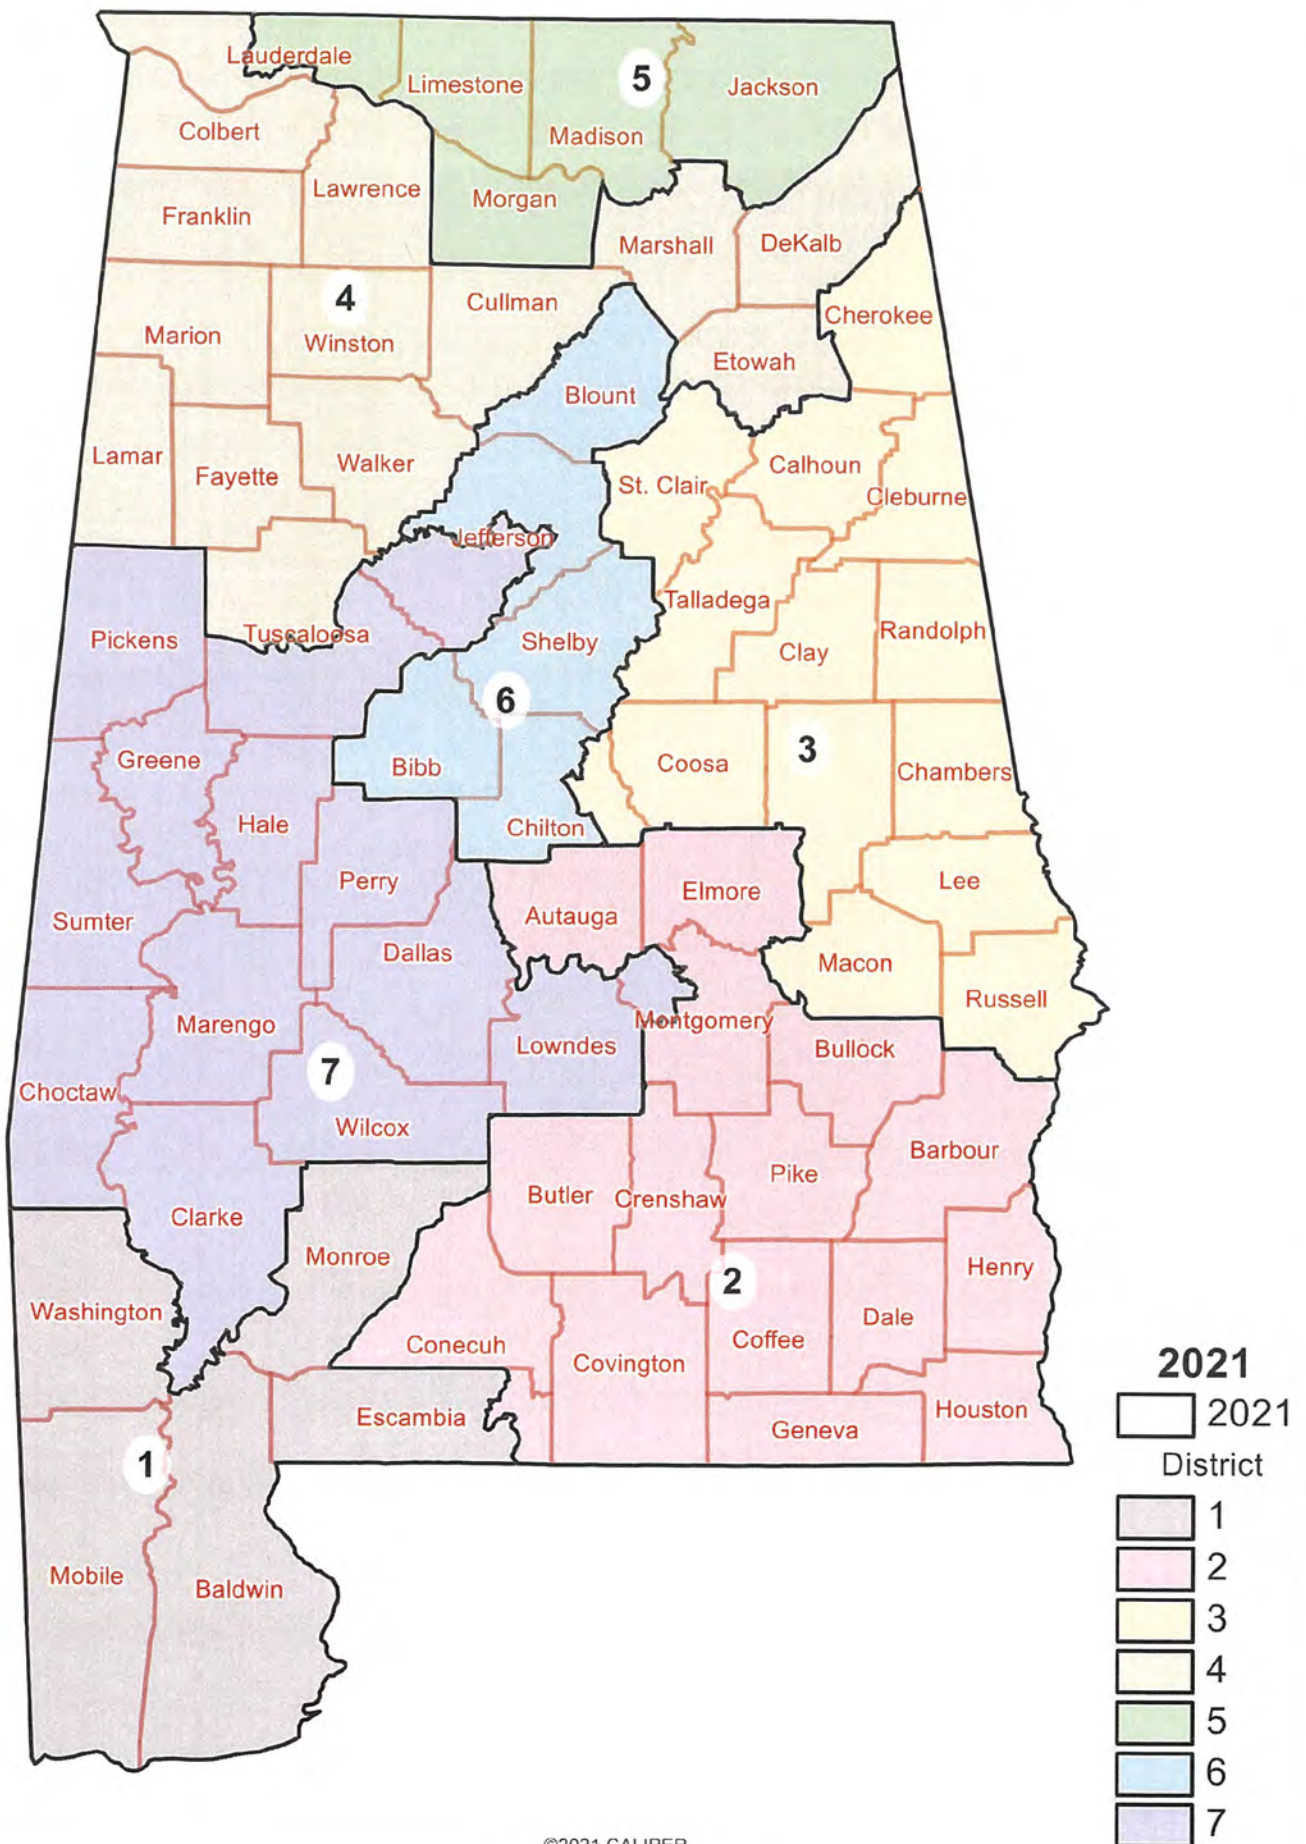 Lauderdale
Limestone
5
Jackson
Madison
Colbert
Lawrence
Morgan
Franklin
Marshall
DeKalb
4
Cullman
Cherokee
Marion
Winston
Etowah
Blount
Lamar
Fayette
Walker
Calhoun
St. Clair
Cleburne
Jefferson
Talladega
Pickens
Tuscaloosa
Shelby
Clay
Randolph
6
Greene
Bibb
Coosa
3
Chambers
Hale
Chilton
Perry
Elmore
Lee
Sumter
Autauga
Dallas
Macon
Marengo
Montgomery
Russell
Lowndes
Bullock
Choctaw
7
Wilcox
Barbour
Pike
Butler
Crenshaw
Clarke
Monroe
Henry
2
Washington
Dale
Conecuh
Coffee
Covington
Escambia
Houston
Geneva
1
Mobile
Baldwin
2021
2021
District
1
2
3
4
5
6
7
©2021 CALIPER